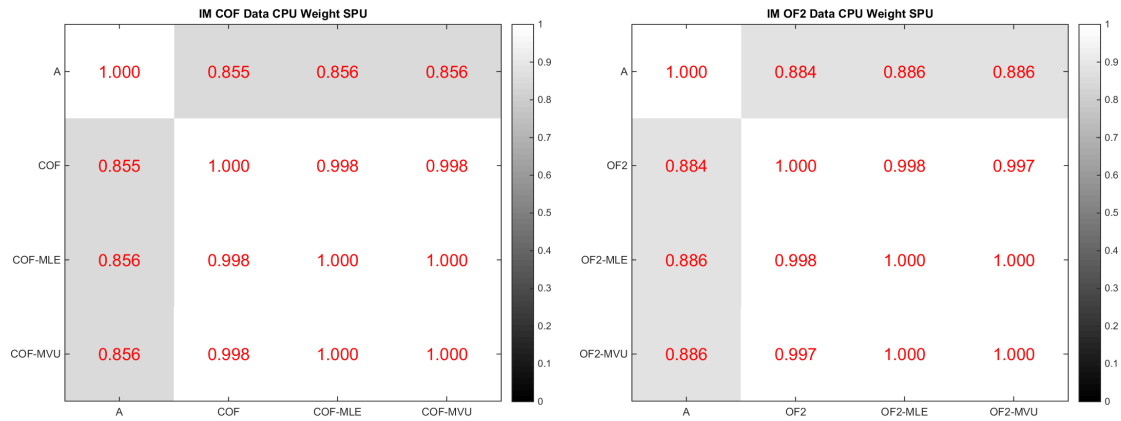 IM COF Data CPU Weight SPU
A 1.000 0.855 0.856 0.856
COF 0.855 1.000 0.998 0.998
COF-MLE 0.856 0.998 1.000 1.000
COF-MVU 0.856 0.998 1.000 1.000
A COF COF-MLE COF-MVU
1
0.9
0.8
0.7
0.6
0.5
0.4
0.3
0.2
0.1
0
IM OF2 Data CPU Weight SPU
A 1.000 0.884 0.886 0.886
OF2 0.884 1.000 0.998 0.997
OF2-MLE 0.886 0.998 1.000 1.000
OF2-MVU 0.886 0.997 1.000 1.000
A OF2 OF2-MLE OF2-MVU
1
0.9
0.8
0.7
0.6
0.5
0.4
0.3
0.2
0.1
0